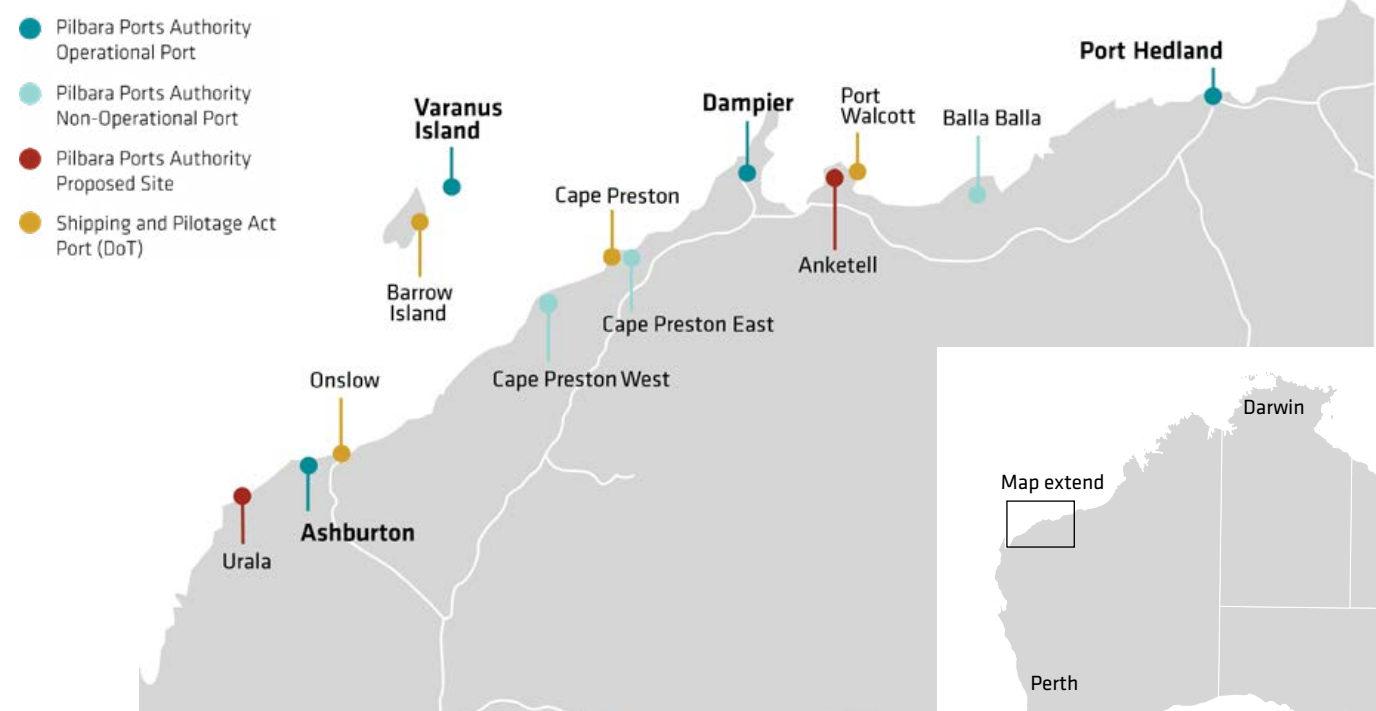 Pilbara Ports Authority
Operational Port
Pilbara Ports Authority
Non-Operational Port
Pilbara Ports Authority
Proposed Site
Shipping and Pilotage Act
Port (DoT)
Port Hedland
Varanus
Island
Dampier
Port
Walcott
Balla Balla
Cape Preston
Anketell
Barrow
Island
Cape Preston East
Cape Preston West
Onslow
Ashburton
Urala
Darwin
Map extend
Perth